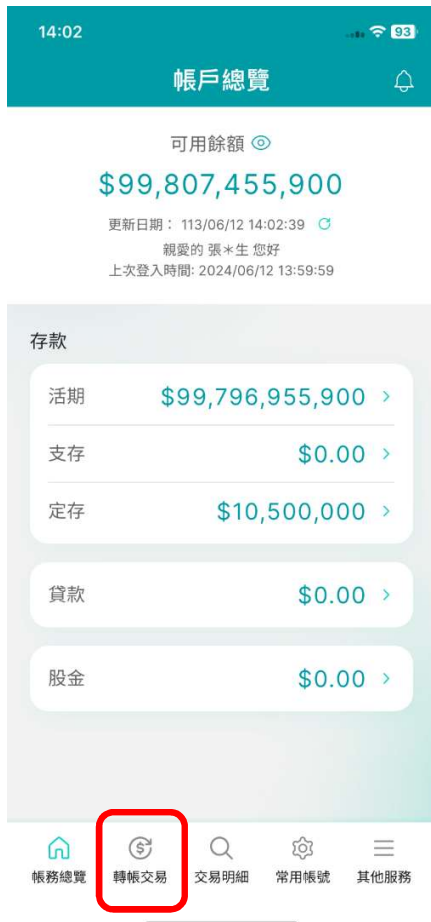 14:02
93
帳戶總覽
可用餘額
$99,807,455,900
更新日期： 113/06/12 14:02:39
親愛的 張＊生 您好
上次登入時間: 2024/06/12 13:59:59
存款
活期 $99,796,955,900
支存 $0.00
定存 $10,500,000
貸款 $0.00
股金 $0.00
帳務總覽 轉帳交易 交易明細 常用帳號 其他服務